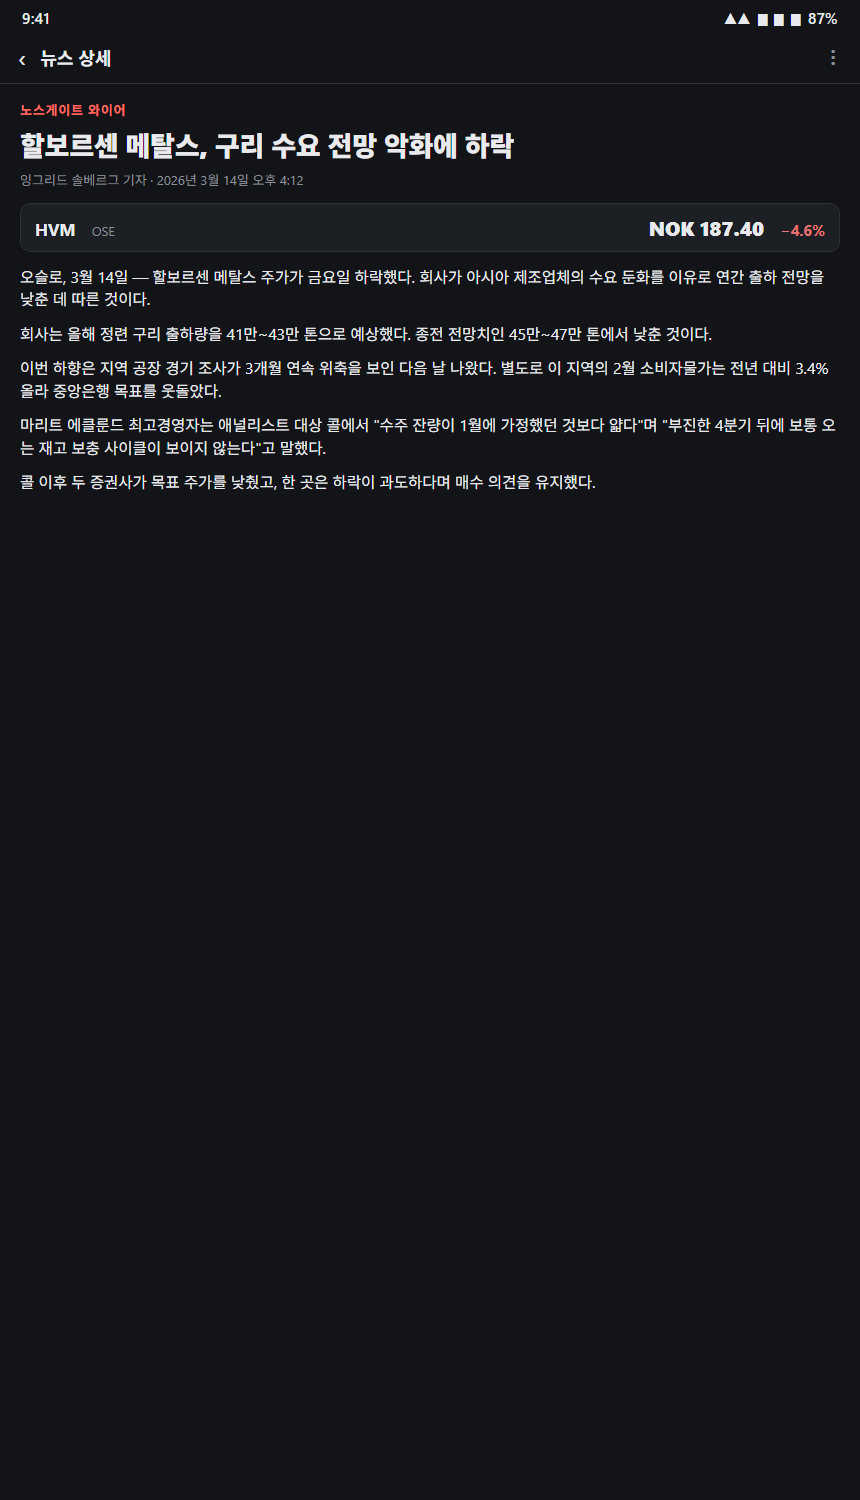 9:41
87%
‹ 뉴스 상세
노스게이트 와이어
할보르센 메탈스, 구리 수요 전망 악화에 하락
잉그리드 솔베르그 기자 · 2026년 3월 14일 오후 4:12
HVM OSE NOK 187.40 −4.6%
오슬로, 3월 14일 — 할보르센 메탈스 주가가 금요일 하락했다. 회사가 아시아 제조업체의 수요 둔화를 이유로 연간 출하 전망을
낮춘 데 따른 것이다.
회사는 올해 정련 구리 출하량을 41만~43만 톤으로 예상했다. 종전 전망치인 45만~47만 톤에서 낮춘 것이다.
이번 하향은 지역 공장 경기 조사가 3개월 연속 위축을 보인 다음 날 나왔다. 별도로 이 지역의 2월 소비자물가는 전년 대비 3.4%
올라 중앙은행 목표를 웃돌았다.
마리트 에클룬드 최고경영자는 애널리스트 대상 콜에서 "수주 잔량이 1월에 가정했던 것보다 얇다"며 "부진한 4분기 뒤에 보통 오
는 재고 보충 사이클이 보이지 않는다"고 말했다.
콜 이후 두 증권사가 목표 주가를 낮췄고, 한 곳은 하락이 과도하다며 매수 의견을 유지했다.